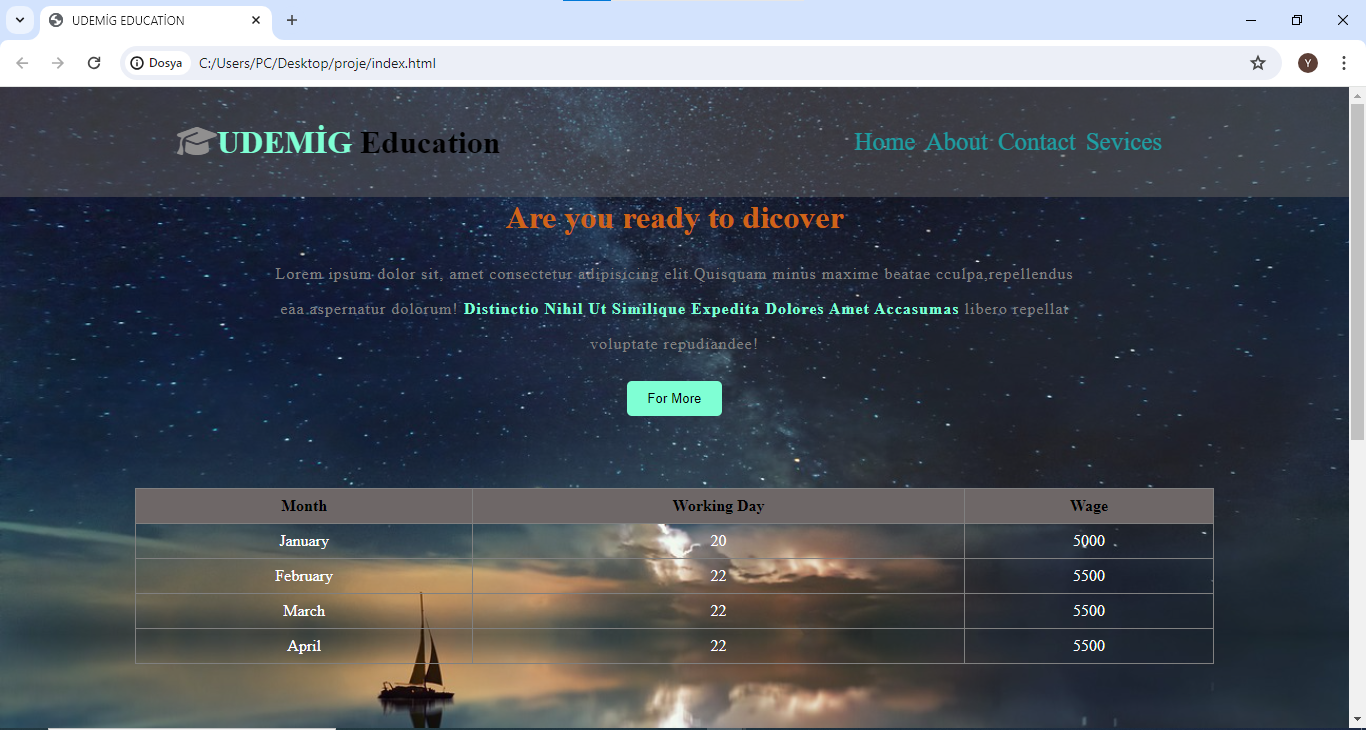 UDEMİG EDUCATİON
Dosya
C:/Users/PC/Desktop/proje/index.html
Y
UDEMİG Education
Home About Contact Sevices
Are you ready to dicover
Lorem ipsum dolor sit, amet consectetur adipisicing elit.Quisquam minus maxime beatae cculpa,repellendus
eaa.aspernatur dolorum! Distinctio Nihil Ut Similique Expedita Dolores Amet Accasumas libero repellat
voluptate repudiandee!
For More
Month Working Day Wage
January 20 5000
February 22 5500
March 22 5500
April 22 5500